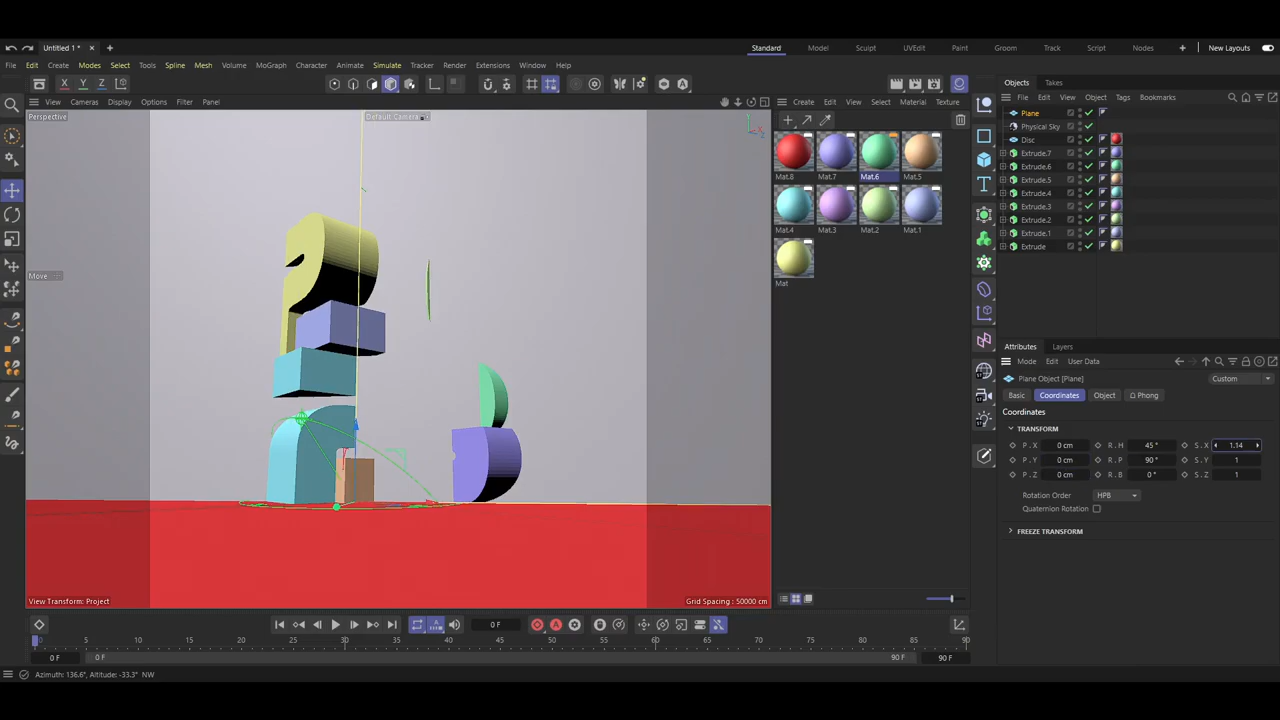 Untitled 1 *
Standard Model Sculpt UVEdit Paint Groom Track Script Nodes New Layouts
File Edit Create Modes Select Tools Spline Mesh Volume MoGraph Character Animate Simulate Tracker Render Extensions Window Help
Objects Takes
View Cameras Display Options Filter Panel
Create Edit View Select Material Texture
File Edit View Object Tags Bookmarks
Perspective
Default Camera
Plane
Physical Sky
Disc
Extrude.7
Extrude.6
Extrude.5
Extrude.4
Extrude.3
Extrude.2
Extrude.1
Extrude
Mat.8 Mat.7 Mat.6 Mat.5
Mat.4 Mat.3 Mat.2 Mat.1
Mat
Move
Attributes Layers
Mode Edit User Data
Plane Object [Plane]
Custom
Basic Coordinates Object Phong
Coordinates
TRANSFORM
P.X 0 cm R.H 45 ° S.X 1.14
P.Y 0 cm R.P 90 ° S.Y 1
P.Z 0 cm R.B 0 ° S.Z 1
Rotation Order HPB
Quaternion Rotation
FREEZE TRANSFORM
View Transform: Project
Grid Spacing : 50000 cm
0 F
0 5 10 15 20 25 30 35 40 45 50 55 60 65 70 75 80 85 90
0 F 0 F 90 F 90 F
Azimuth: 136.6°, Altitude: -33.3° NW